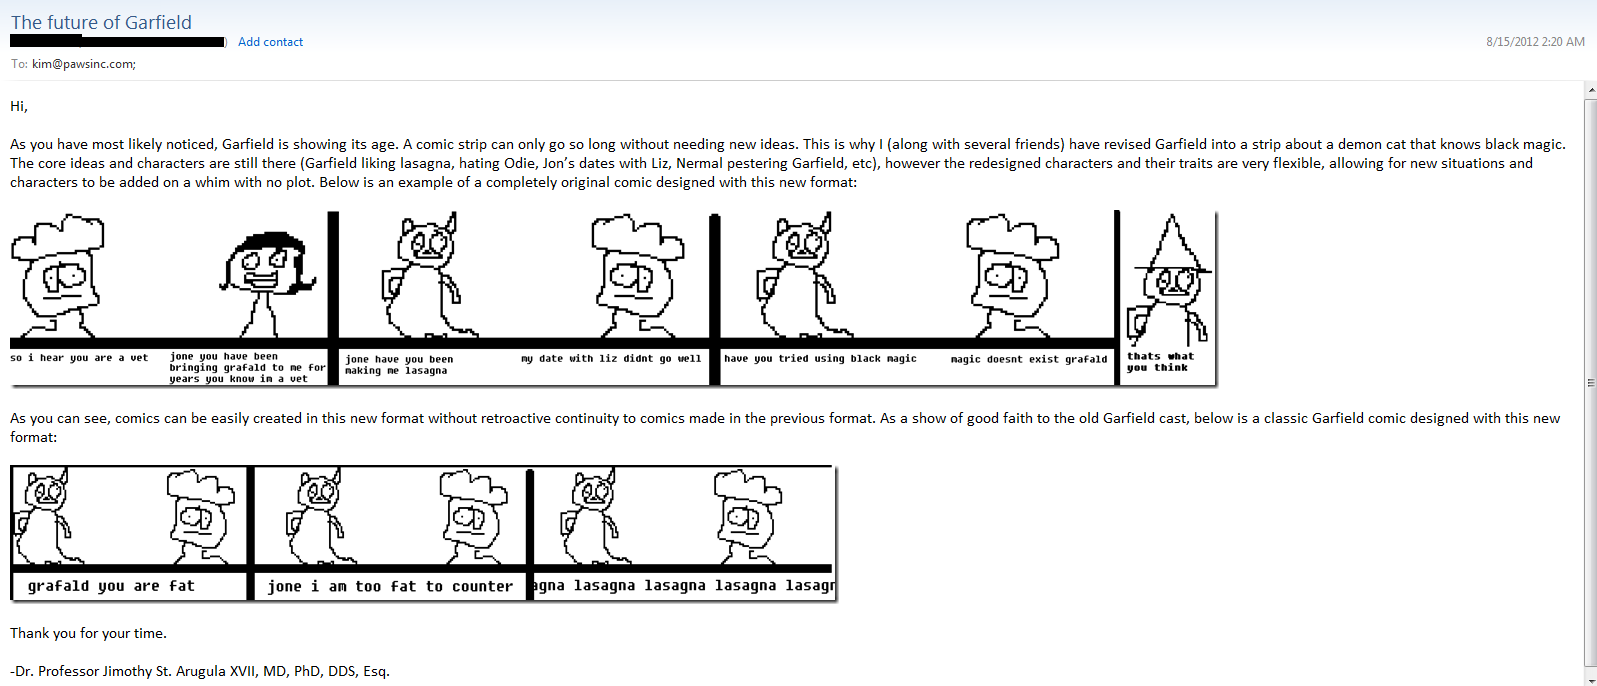 The future of Garfield
) Add contact
8/15/2012 2:20 AM
To: kim@pawsinc.com;
Hi,
As you have most likely noticed, Garfield is showing its age. A comic strip can only go so long without needing new ideas. This is why I (along with several friends) have revised Garfield into a strip about a demon cat that knows black magic.
The core ideas and characters are still there (Garfield liking lasagna, hating Odie, Jon’s dates with Liz, Nermal pestering Garfield, etc), however the redesigned characters and their traits are very flexible, allowing for new situations and
characters to be added on a whim with no plot. Below is an example of a completely original comic designed with this new format:
so i hear you are a vet
jone you have been
bringing grafald to me for
years you know im a vet
jone have you been
making me lasagna
my date with liz didnt go well
have you tried using black magic
magic doesnt exist grafald
thats what
you think
As you can see, comics can be easily created in this new format without retroactive continuity to comics made in the previous format. As a show of good faith to the old Garfield cast, below is a classic Garfield comic designed with this new
format:
grafald you are fat
jone i am too fat to counter
agna lasagna lasagna lasagna lasagn
Thank you for your time.
-Dr. Professor Jimothy St. Arugula XVII, MD, PhD, DDS, Esq.